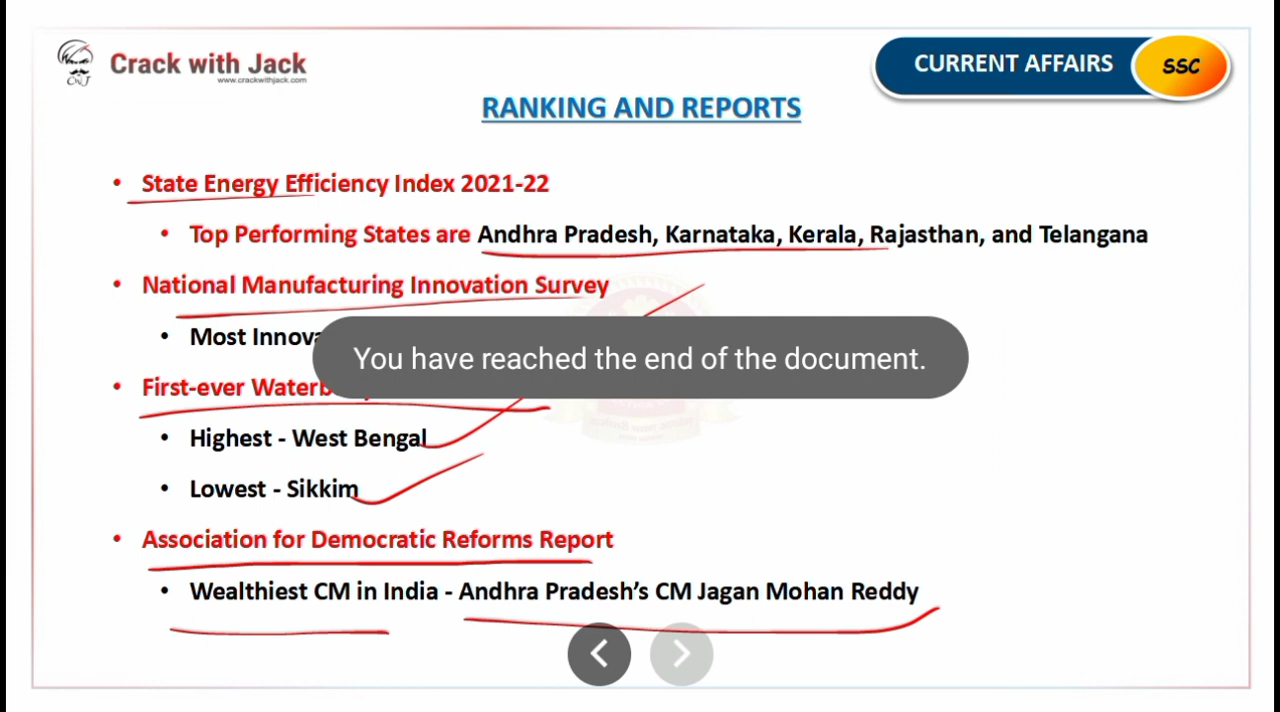 Crack with Jack
www.crackwithjack.com
CURRENT AFFAIRS
SSC
RANKING AND REPORTS
• State Energy Efficiency Index 2021-22
• Top Performing States are Andhra Pradesh, Karnataka, Kerala, Rajasthan, and Telangana
• National Manufacturing Innovation Survey
• Most
You have reached the end of the document.
• First-ever
• Highest - West Bengal
• Lowest - Sikkim
• Association for Democratic Reforms Report
• Wealthiest CM in India - Andhra Pradesh's CM Jagan Mohan Reddy